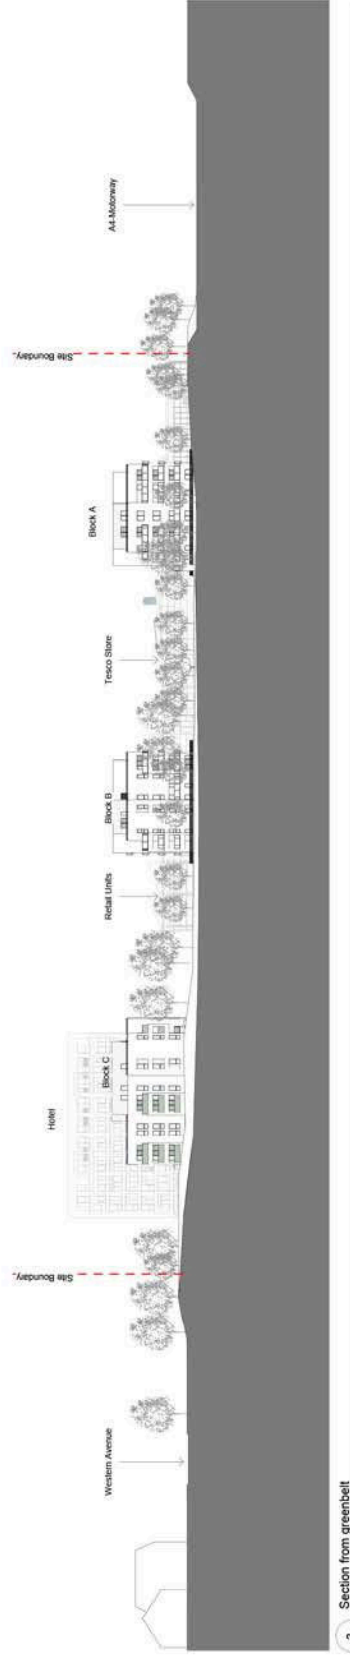 Western Avenue
Site Boundary
Hotel
Block C
Retail Units
Block B
Tesco Store
Block A
Site Boundary
A4-Motorway
Section from greenbelt